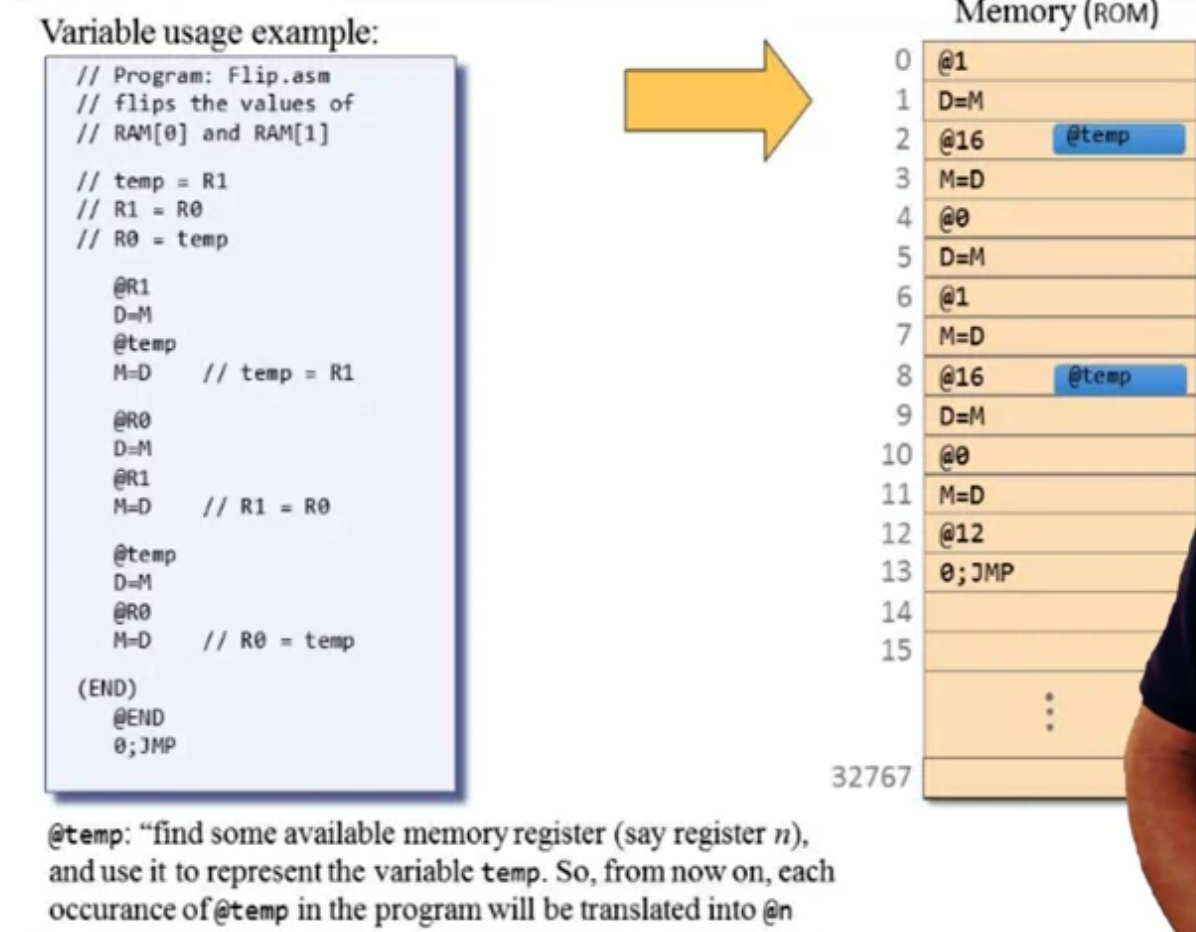 Variable usage example:
// Program: Flip.asm
// flips the values of
// RAM[0] and RAM[1]
// temp = R1
// R1 = R0
// R0 = temp
@R1
D=M
@temp
M=D // temp = R1
@R0
D=M
@R1
M=D // R1 = R0
@temp
D=M
@R0
M=D // R0 = temp
(END)
@END
0;JMP
@temp: “find some available memory register (say register n),
and use it to represent the variable temp. So, from now on, each
occurance of @temp in the program will be translated into @n
Memory (ROM)
0 @1
1 D=M
2 @16 @temp
3 M=D
4 @0
5 D=M
6 @1
7 M=D
8 @16 @temp
9 D=M
10 @0
11 M=D
12 @12
13 0;JMP
14
15
32767